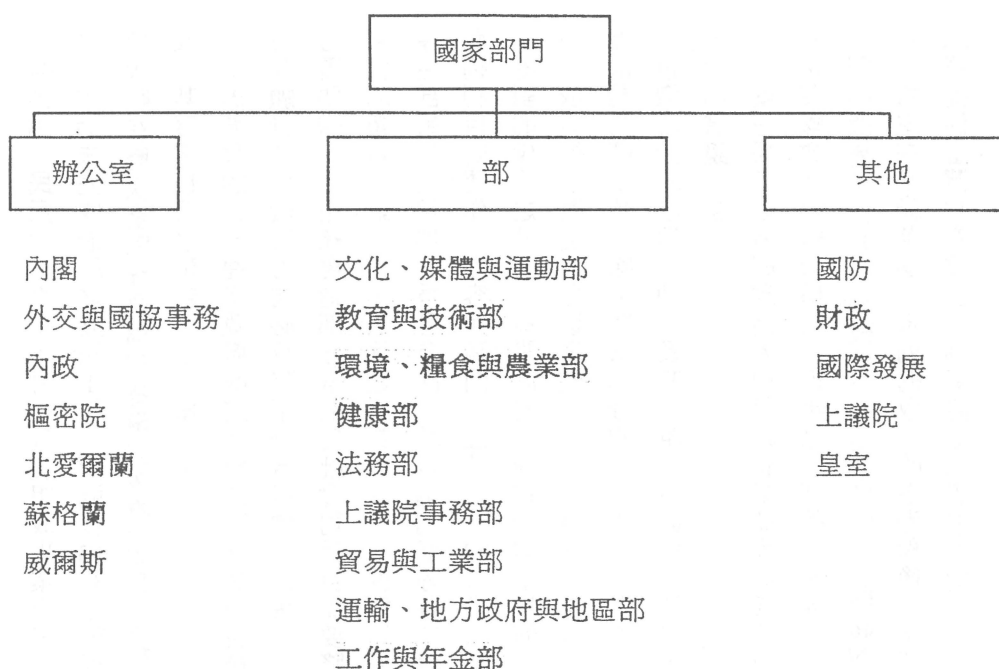 國家部門
辦公室
部
其他
內閣
外交與國協事務
內政
樞密院
北愛爾蘭
蘇格蘭
威爾斯
文化、媒體與運動部
教育與技術部
環境、糧食與農業部
健康部
法務部
上議院事務部
貿易與工業部
運輸、地方政府與地區部
工作與年金部
國防
財政
國際發展
上議院
皇室